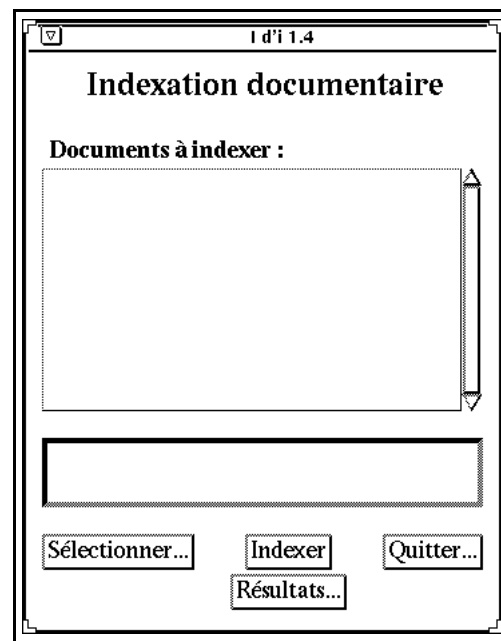 I d'i 1.4
Indexation documentaire
Documents à indexer :
Sélectionner...
Indexer
Quitter...
Résultats...